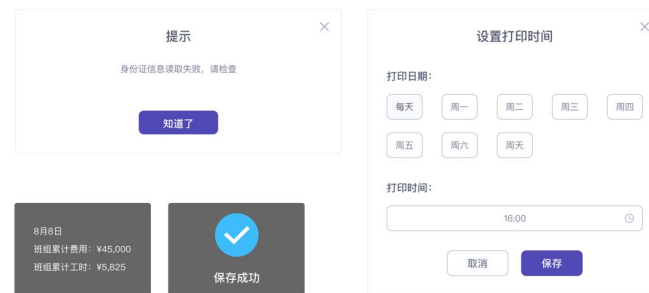 提示
身份证信息读取失败，请检查
知道了
8月8日
班组累计费用：¥45,000
班组累计工时：¥5,825
保存成功
设置打印时间
打印日期：
每天 周一 周二 周三 周四
周五 周六 周天
打印时间：
16:00
取消 保存